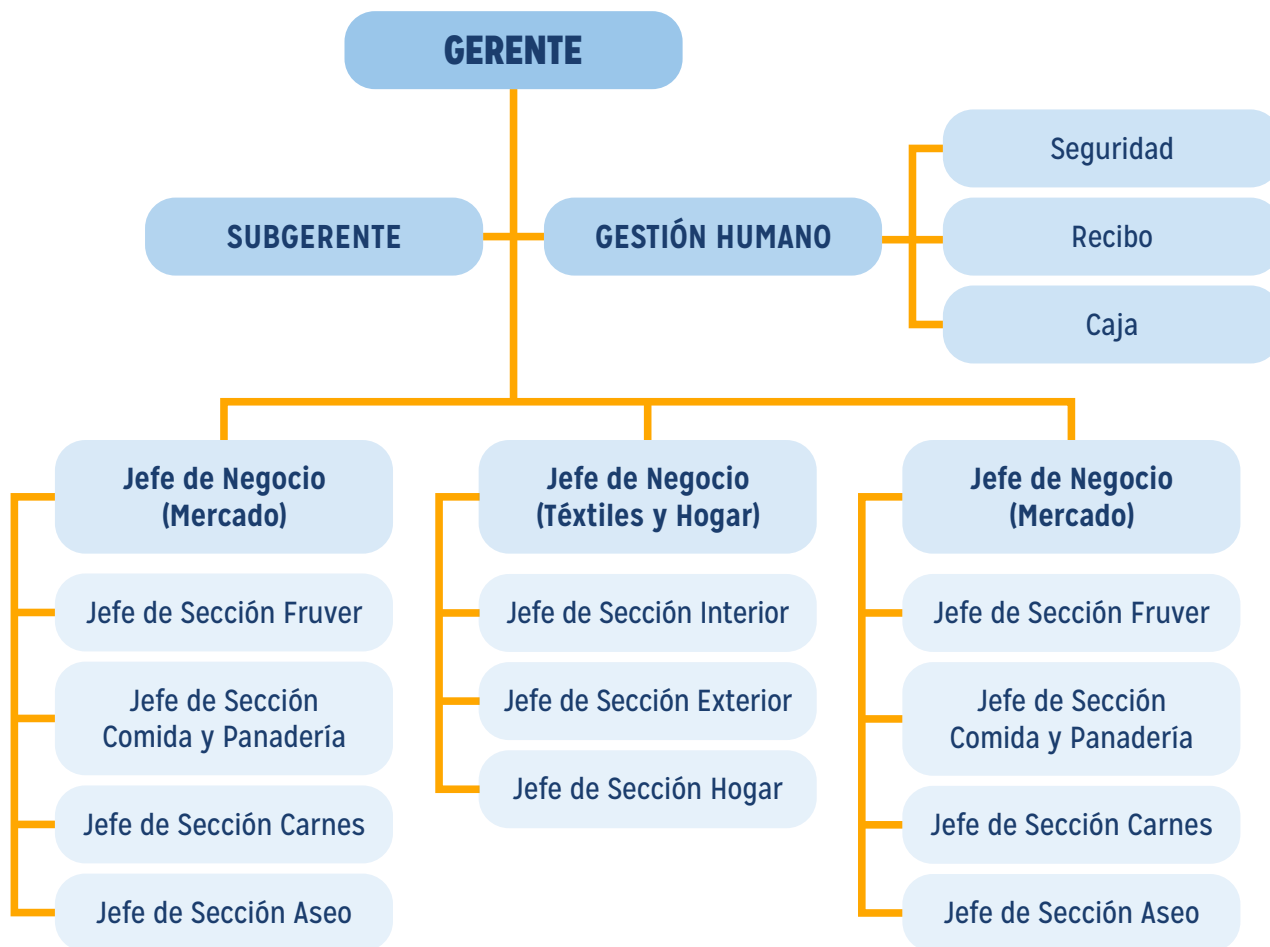 GERENTE
SUBGERENTE
GESTIÓN HUMANO
Seguridad
Recibo
Caja
Jefe de Negocio
(Mercado)
Jefe de Sección Fruver
Jefe de Sección
Comida y Panadería
Jefe de Sección Carnes
Jefe de Sección Aseo
Jefe de Negocio
(Téxtiles y Hogar)
Jefe de Sección Interior
Jefe de Sección Exterior
Jefe de Sección Hogar
Jefe de Negocio
(Mercado)
Jefe de Sección Fruver
Jefe de Sección
Comida y Panadería
Jefe de Sección Carnes
Jefe de Sección Aseo